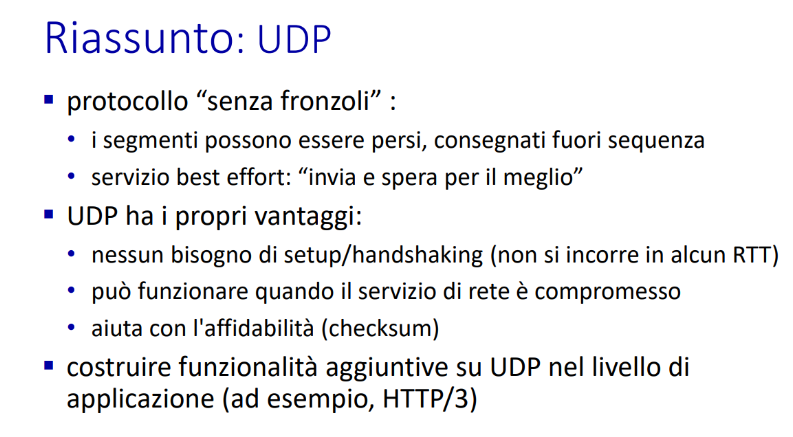 Riassunto: UDP
protocollo “senza fronzoli” :
i segmenti possono essere persi, consegnati fuori sequenza
servizio best effort: “invia e spera per il meglio”
UDP ha i propri vantaggi:
nessun bisogno di setup/handshaking (non si incorre in alcun RTT)
può funzionare quando il servizio di rete è compromesso
aiuta con l'affidabilità (checksum)
costruire funzionalità aggiuntive su UDP nel livello di
applicazione (ad esempio, HTTP/3)